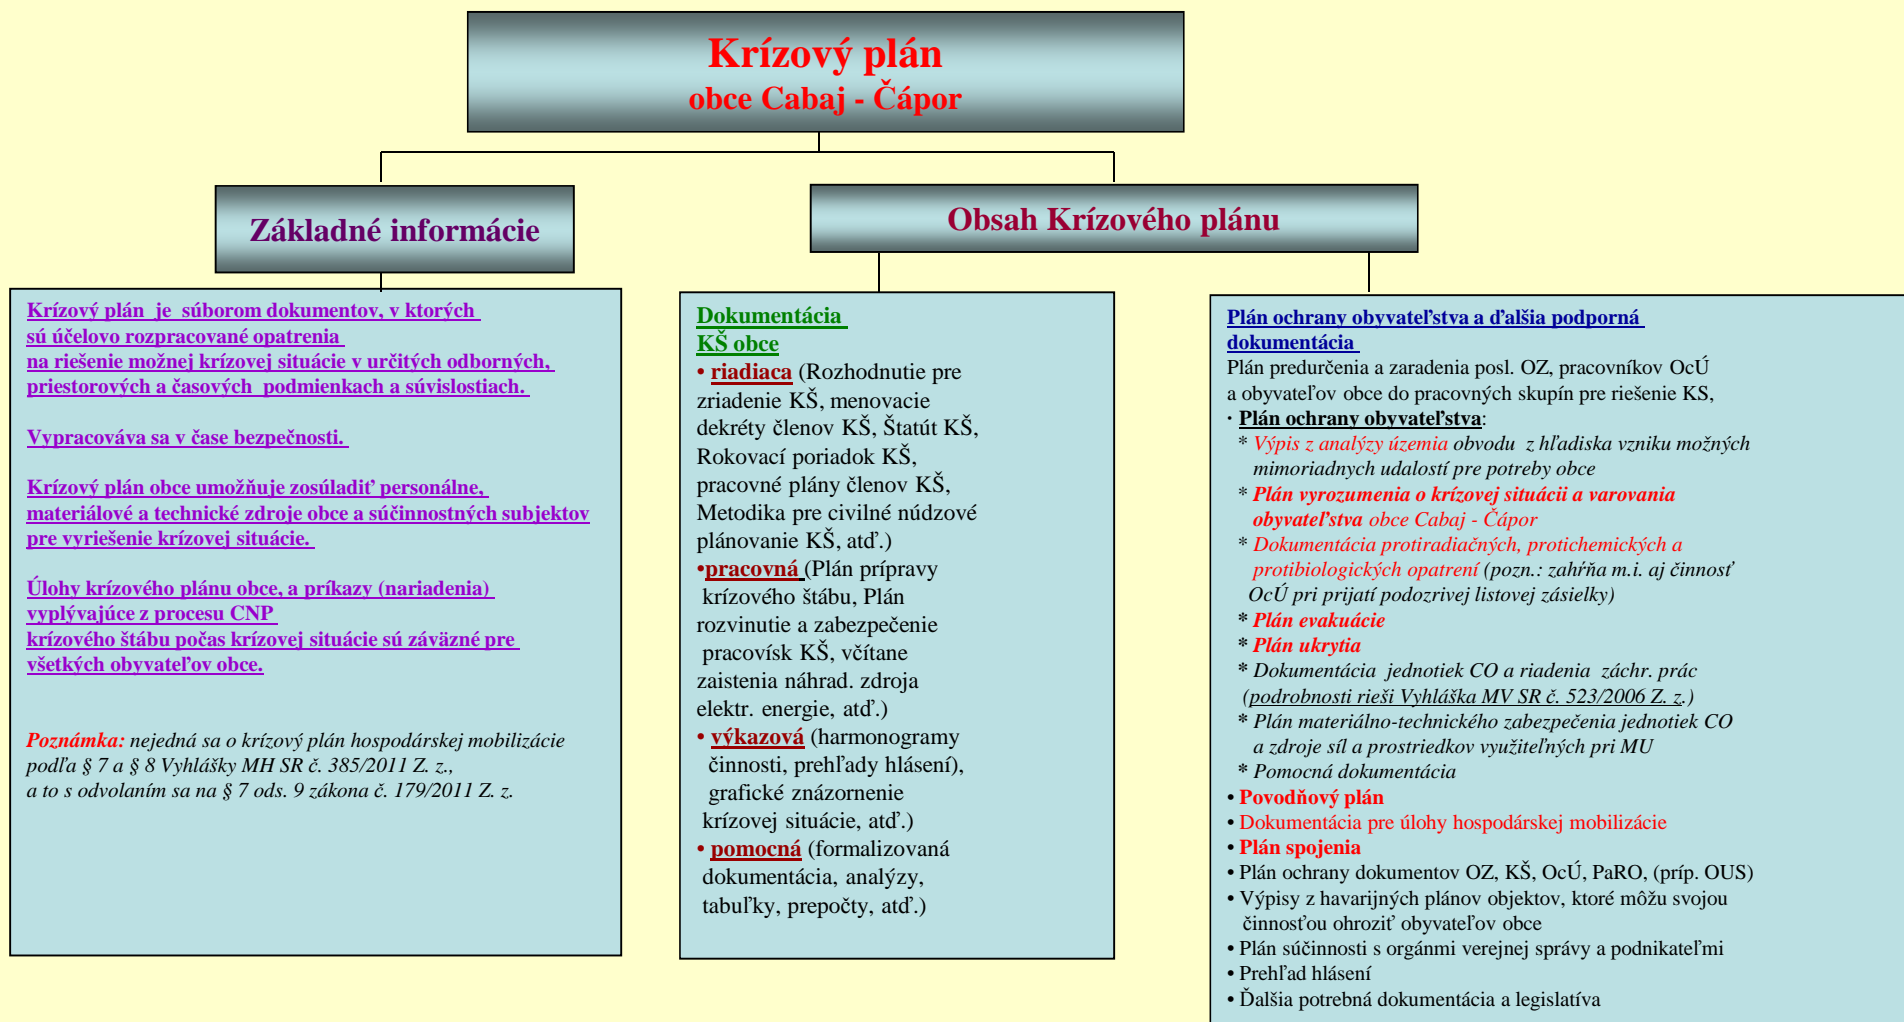 Krízový plán
obce Cabaj - Čápor
Základné informácie
Obsah Krízového plánu
Krízový plán  je  súborom dokumentov, v ktorých
sú účelovo rozpracované opatrenia
na riešenie možnej krízovej situácie v určitých odborných,
priestorových a časových  podmienkach a súvislostiach.
Vypracováva sa v čase bezpečnosti.
Krízový plán obce umožňuje zosúladiť personálne,
materiálové a technické zdroje obce a súčinnostných subjektov
pre vyriešenie krízovej situácie.
Úlohy krízového plánu obce, a príkazy (nariadenia)
vyplývajúce z procesu CNP
krízového štábu počas krízovej situácie sú záväzné pre
všetkých obyvateľov obce.
Poznámka: nejedná sa o krízový plán hospodárskej mobilizácie
podľa § 7 a § 8 Vyhlášky MH SR č. 385/2011 Z. z.,
a to s odvolaním sa na § 7 ods. 9 zákona č. 179/2011 Z. z.
Dokumentácia
KŠ obce
• riadiaca (Rozhodnutie pre
zriadenie KŠ, menovacie
dekréty členov KŠ, Štatút KŠ,
Rokovací poriadok KŠ,
pracovné plány členov KŠ,
Metodika pre civilné núdzové
plánovanie KŠ, atď.)
•pracovná (Plán prípravy
krízového štábu, Plán
rozvinutie a zabezpečenie
pracovísk KŠ, včítane
zaistenia náhrad. zdroja
elektr. energie, atď.)
• výkazová (harmonogramy
činnosti, prehľady hlásení),
grafické znázornenie
krízovej situácie, atď.)
• pomocná (formalizovaná
dokumentácia, analýzy,
tabuľky, prepočty, atď.)
Plán ochrany obyvateľstva a ďalšia podporná
dokumentácia
Plán predurčenia a zaradenia posl. OZ, pracovníkov OcÚ
a obyvateľov obce do pracovných skupín pre riešenie KS,
· Plán ochrany obyvateľstva:
* Výpis z analýzy územia obvodu  z hľadiska vzniku možných
mimoriadnych udalostí pre potreby obce
* Plán vyrozumenia o krízovej situácii a varovania
obyvateľstva obce Cabaj - Čápor
* Dokumentácia protiradiačných, protichemických a
protibiologických opatrení (pozn.: zahŕňa m.i. aj činnosť
OcÚ pri prijatí podozrivej listovej zásielky)
* Plán evakuácie
* Plán ukrytia
* Dokumentácia  jednotiek CO a riadenia  záchr. prác
(podrobnosti rieši Vyhláška MV SR č. 523/2006 Z. z.)
* Plán materiálno-technického zabezpečenia jednotiek CO
a zdroje síl a prostriedkov využiteľných pri MU
* Pomocná dokumentácia
• Povodňový plán
• Dokumentácia pre úlohy hospodárskej mobilizácie
• Plán spojenia
• Plán ochrany dokumentov OZ, KŠ, OcÚ, PaRO, (príp. OUS)
• Výpisy z havarijných plánov objektov, ktoré môžu svojou
činnosťou ohroziť obyvateľov obce
• Plán súčinnosti s orgánmi verejnej správy a podnikateľmi
• Prehľad hlásení
• Ďalšia potrebná dokumentácia a legislatíva